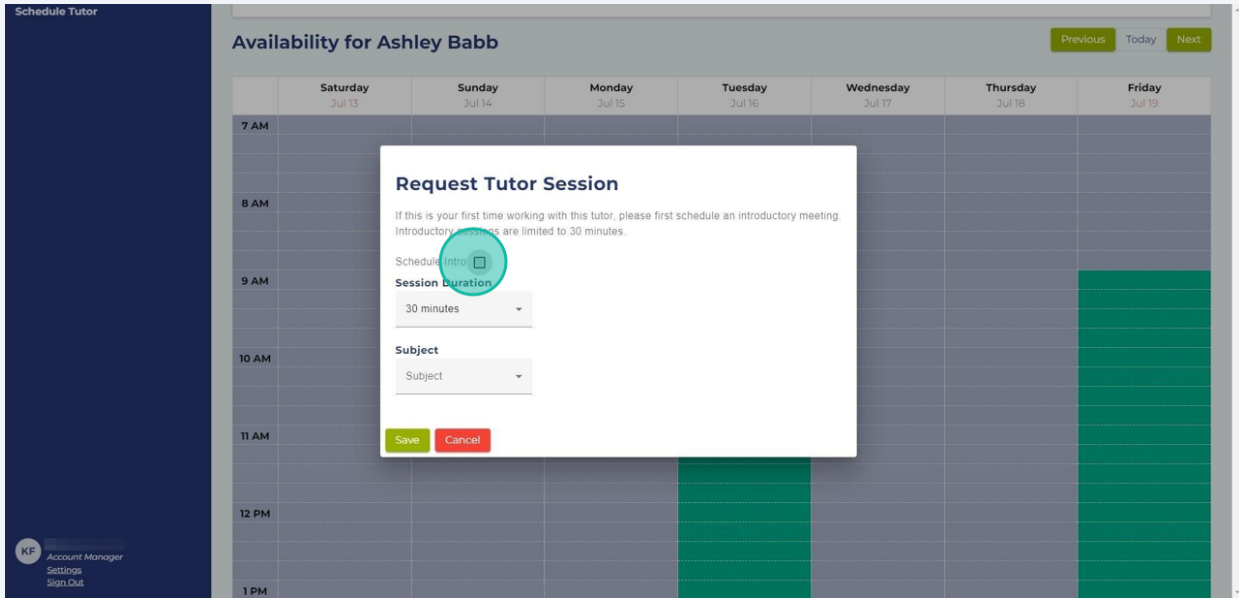 Schedule Tutor
Availability for Ashley Babb
Previous Today Next
Saturday Sunday Monday Tuesday Wednesday Thursday Friday
Jul 13 Jul 14 Jul 15 Jul 16 Jul 17 Jul 18 Jul 19
7 AM
8 AM
9 AM
10 AM
11 AM
12 PM
1 PM
Request Tutor Session
If this is your first time working with this tutor, please first schedule an introductory meeting.
Introductory sessions are limited to 30 minutes.
Schedule Intro
Session Duration
30 minutes
Subject
Subject
Save Cancel
KF
Account Manager
Settings
Sign Out